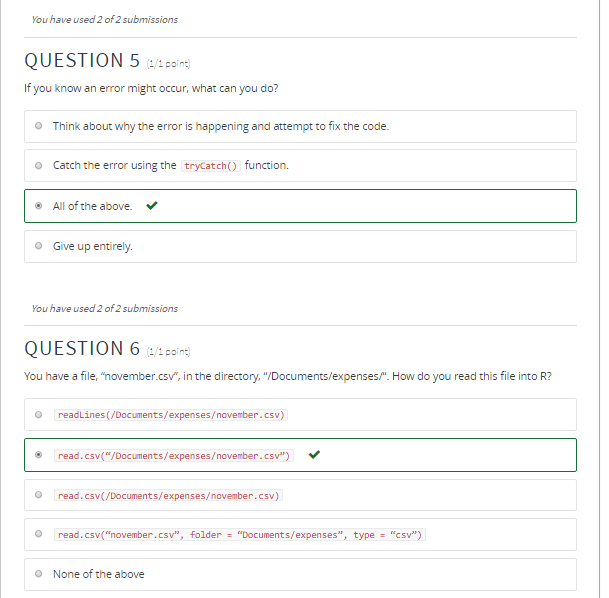 You have used 2 of 2 submissions
QUESTION 5 (1/1 point)
If you know an error might occur, what can you do?
Think about why the error is happening and attempt to fix the code.
Catch the error using the tryCatch() function.
All of the above.
Give up entirely.
You have used 2 of 2 submissions
QUESTION 6 (1/1 point)
You have a file, “november.csv”, in the directory, “/Documents/expenses/“. How do you read this file into R?
readLines(/Documents/expenses/november.csv)
read.csv(“/Documents/expenses/november.csv”)
read.csv(/Documents/expenses/november.csv)
read.csv(“november.csv”, folder = “Documents/expenses”, type = “csv”)
None of the above